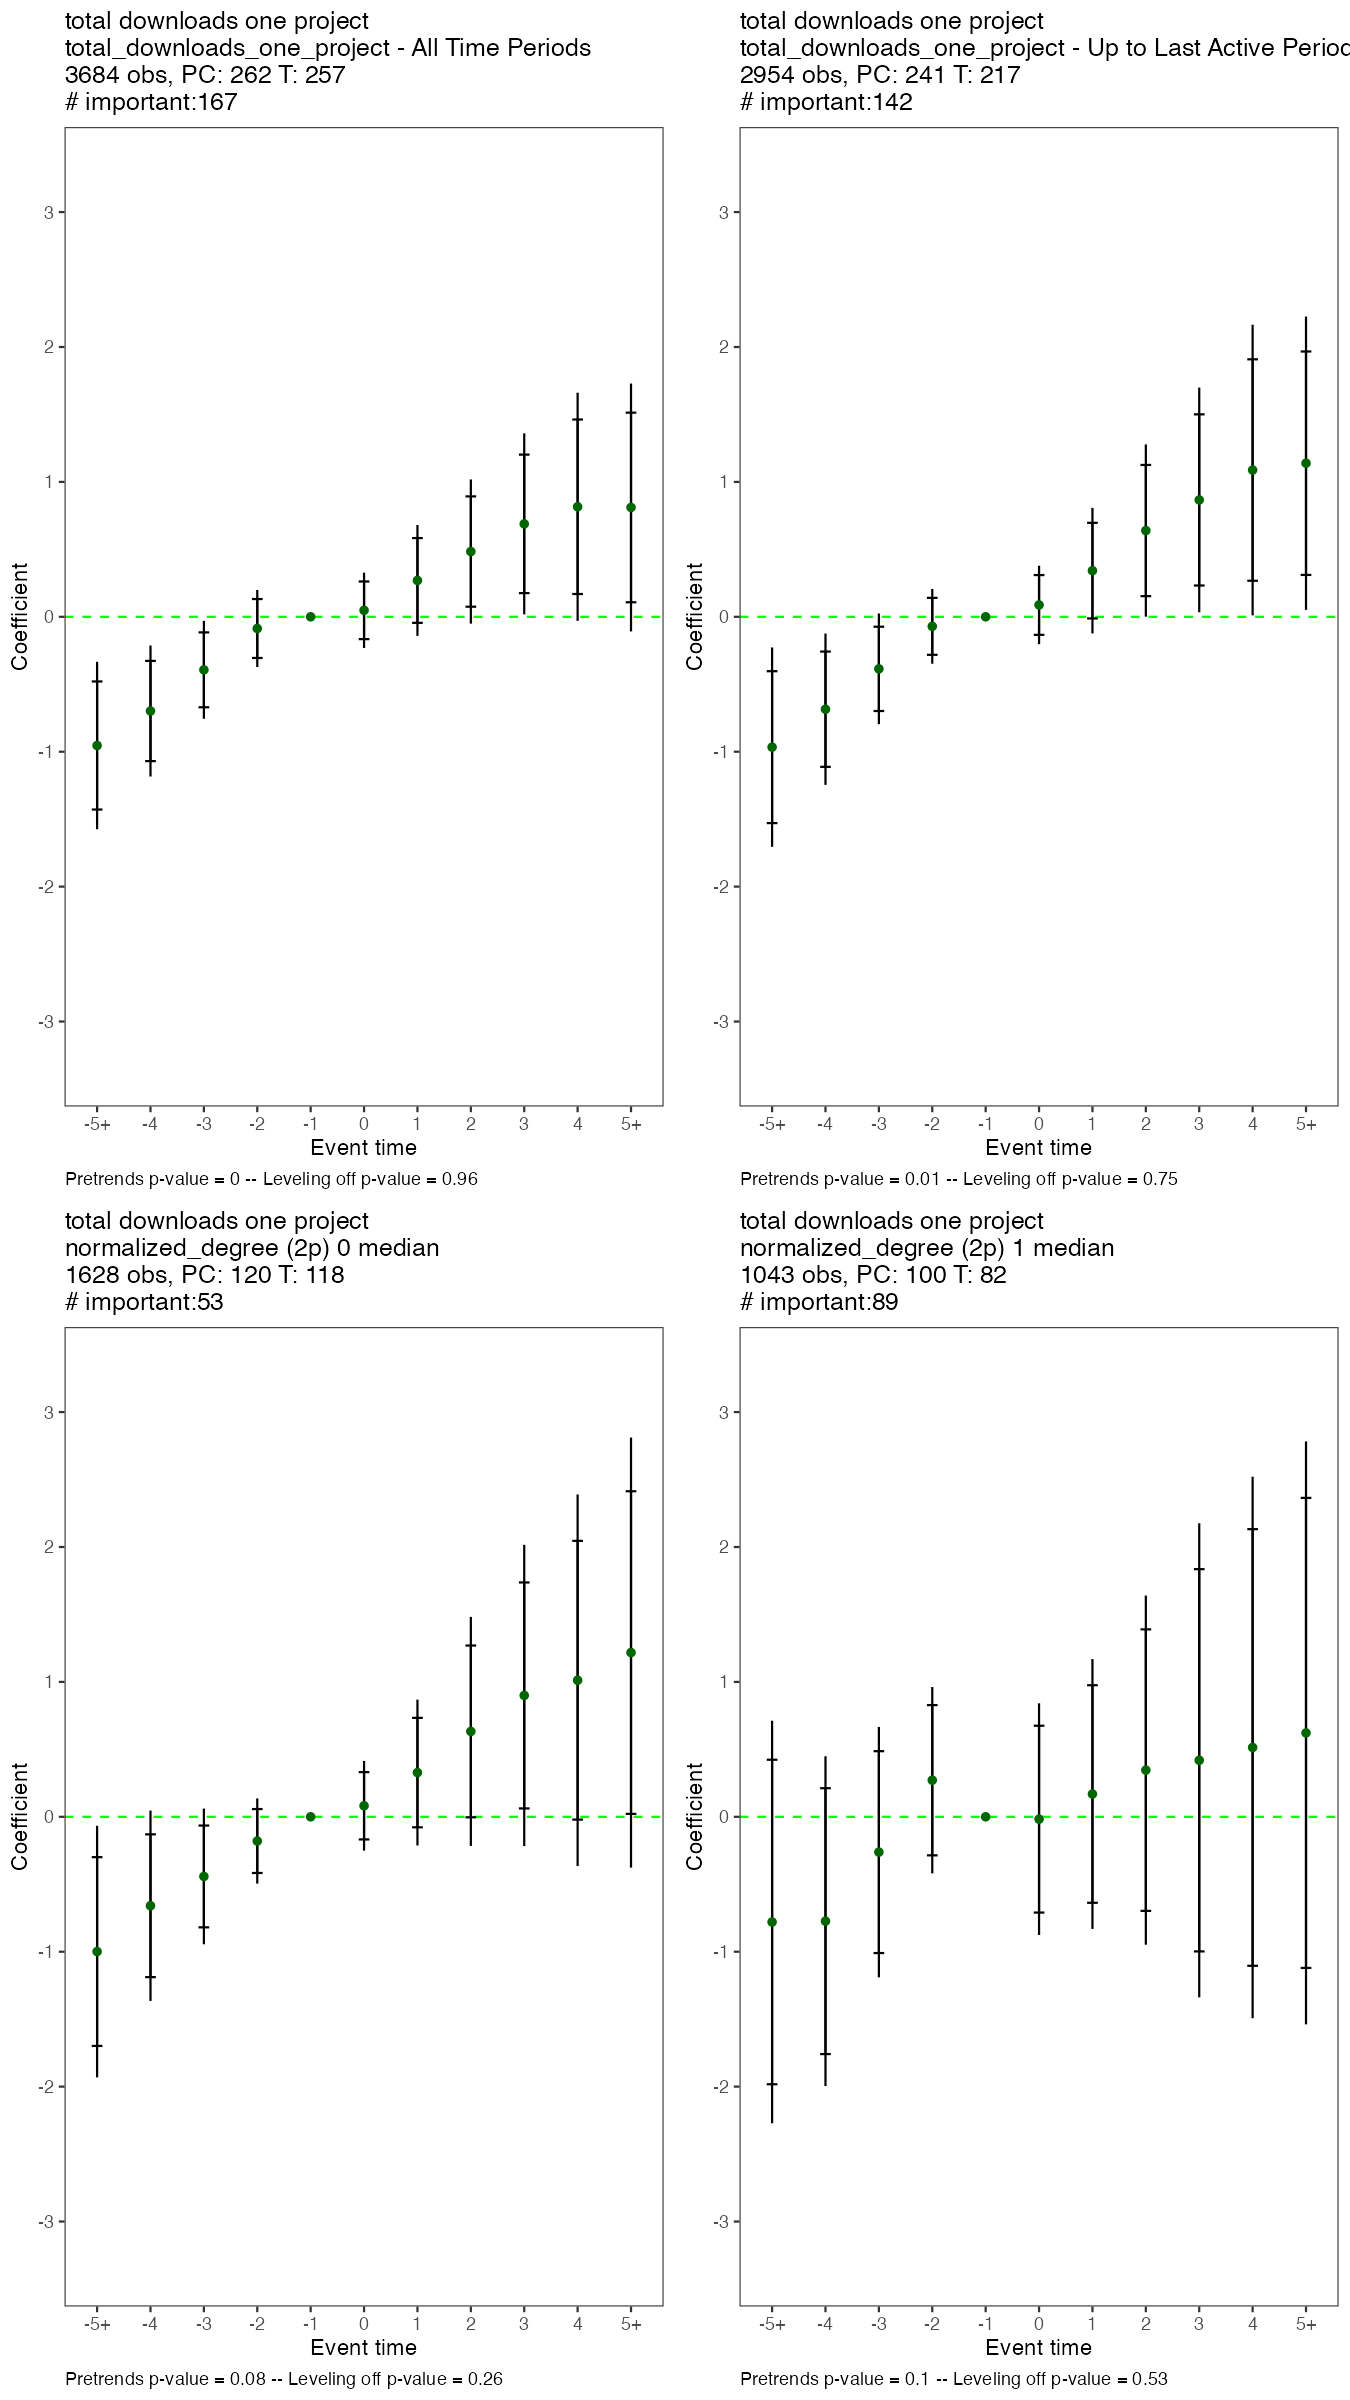 total downloads one project
total_downloads_one_project - All Time Periods
3684 obs, PC: 262 T: 257
# important:167
3
2
1
0
-1
-2
-3
Coefficient
-5+ -4 -3 -2 -1 0 1 2 3 4 5+
Event time
Pretrends p-value = 0 -- Leveling off p-value = 0.96
total downloads one project
total_downloads_one_project - Up to Last Active Period
2954 obs, PC: 241 T: 217
# important:142
3
2
1
0
-1
-2
-3
Coefficient
-5+ -4 -3 -2 -1 0 1 2 3 4 5+
Event time
Pretrends p-value = 0.01 -- Leveling off p-value = 0.75
total downloads one project
normalized_degree (2p) 0 median
1628 obs, PC: 120 T: 118
# important:53
3
2
1
0
-1
-2
-3
Coefficient
-5+ -4 -3 -2 -1 0 1 2 3 4 5+
Event time
Pretrends p-value = 0.08 -- Leveling off p-value = 0.26
total downloads one project
normalized_degree (2p) 1 median
1043 obs, PC: 100 T: 82
# important:89
3
2
1
0
-1
-2
-3
Coefficient
-5+ -4 -3 -2 -1 0 1 2 3 4 5+
Event time
Pretrends p-value = 0.1 -- Leveling off p-value = 0.53